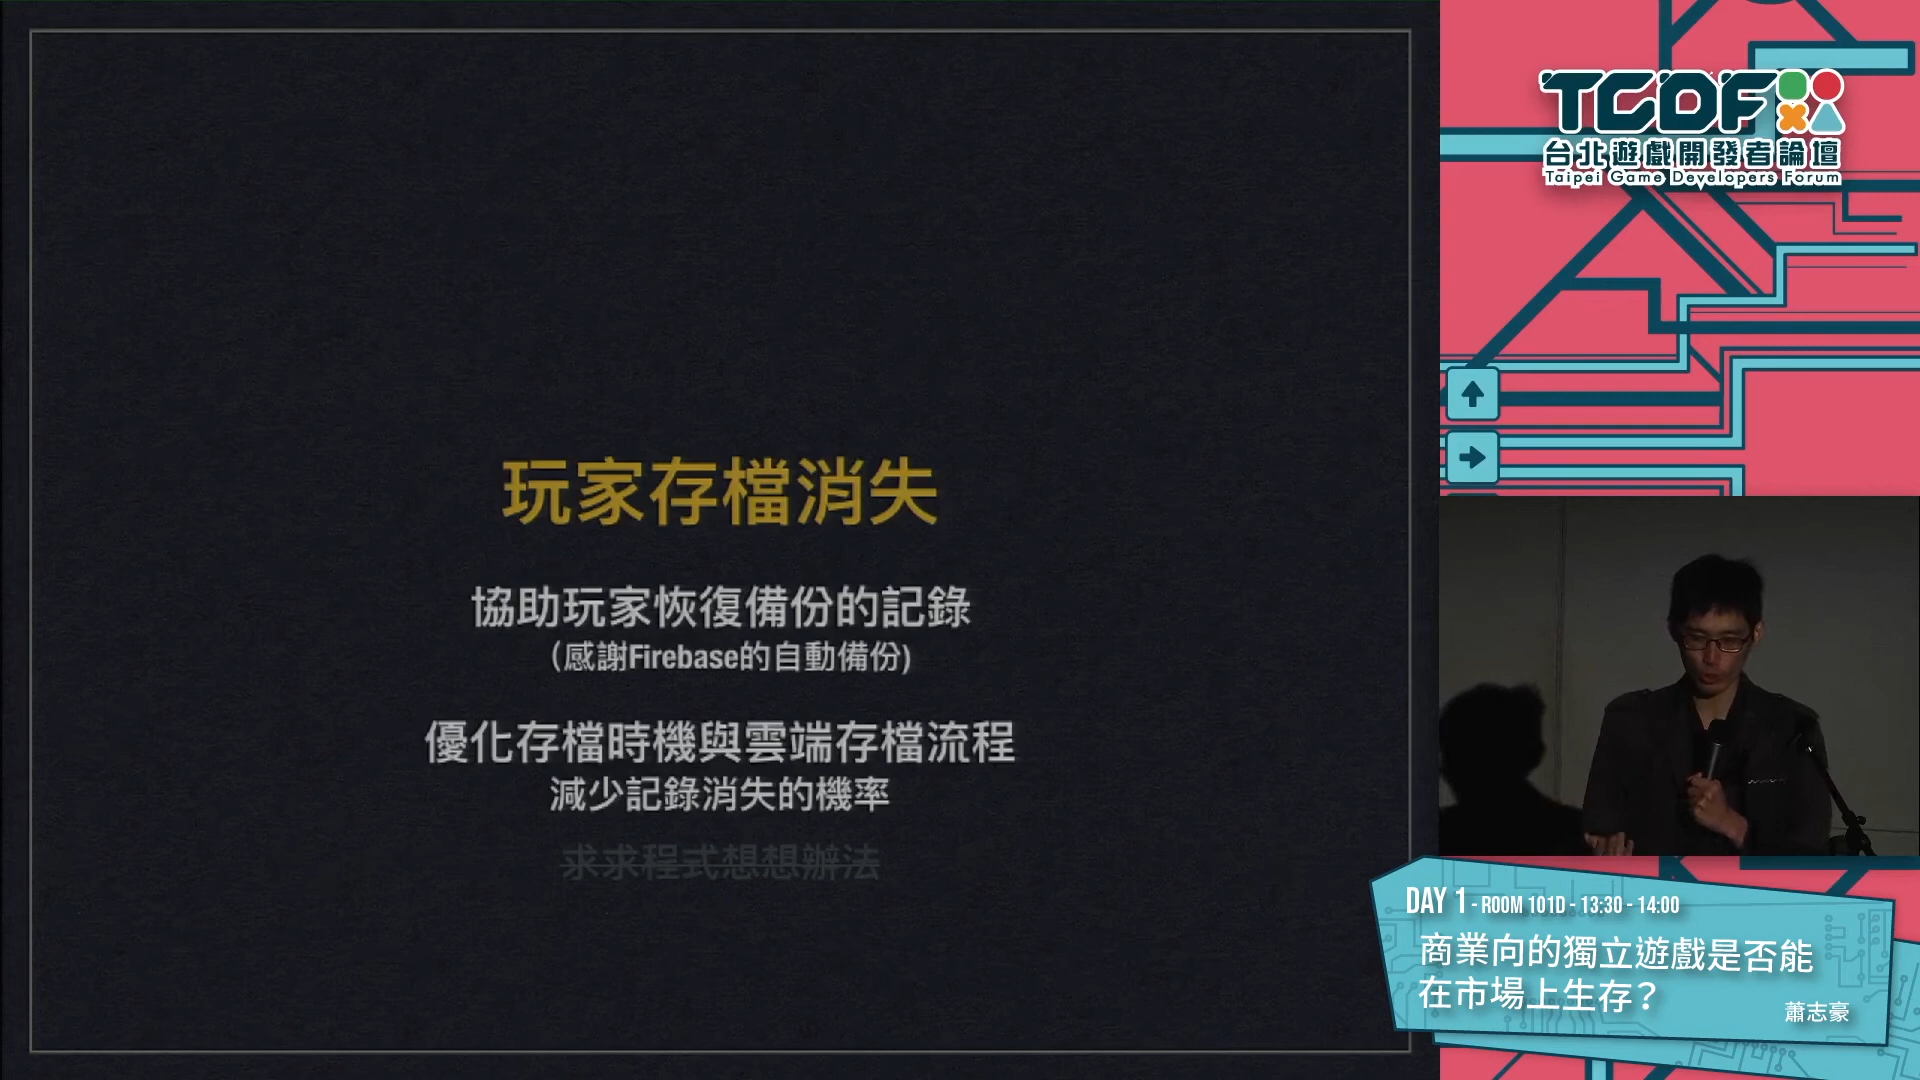 玩家存檔消失
協助玩家恢復備份的記錄
(感謝Firebase的自動備份)
優化存檔時機與雲端存檔流程
減少記錄消失的機率
求求程式想想辦法
TGDF
台北遊戲開發者論壇
Taipei Game Developers Forum
DAY 1 - ROOM 101D - 13:30 - 14:00
商業向的獨立遊戲是否能
在市場上生存?
蕭志豪